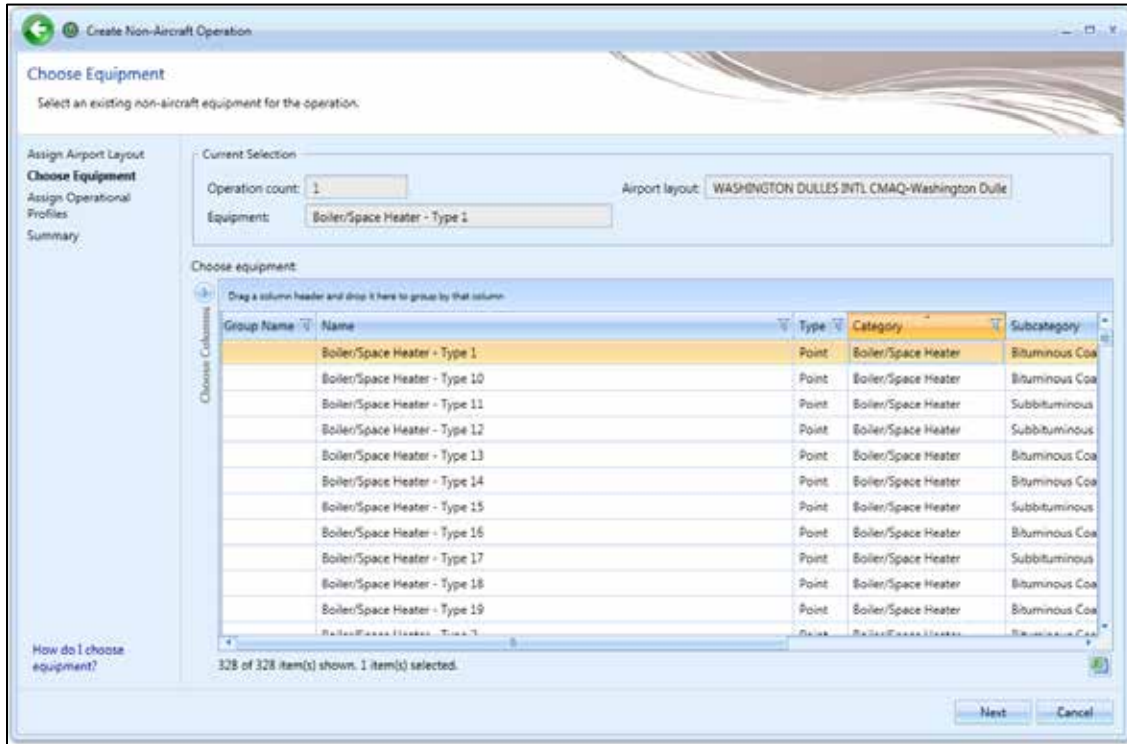 Create Non-Aircraft Operation
Choose Equipment
Select an existing non-aircraft equipment for the operation.
Assign Airport Layout
Choose Equipment
Assign Operational
Profiles
Summary
Current Selection
Operation count: 1
Airport layout: WASHINGTON DULLES INTL CMAQ-Washington Dulle
Equipment: Boiler/Space Heater - Type 1
Choose equipment:
Choose Columns
Drag a column header and drop it here to group by that column
Group Name Name Type Category Subcategory
Boiler/Space Heater - Type 1 Point Boiler/Space Heater Bituminous Coa
Boiler/Space Heater - Type 10 Point Boiler/Space Heater Bituminous Coa
Boiler/Space Heater - Type 11 Point Boiler/Space Heater Subbituminous
Boiler/Space Heater - Type 12 Point Boiler/Space Heater Subbituminous
Boiler/Space Heater - Type 13 Point Boiler/Space Heater Bituminous Coa
Boiler/Space Heater - Type 14 Point Boiler/Space Heater Bituminous Coa
Boiler/Space Heater - Type 15 Point Boiler/Space Heater Subbituminous
Boiler/Space Heater - Type 16 Point Boiler/Space Heater Bituminous Coa
Boiler/Space Heater - Type 17 Point Boiler/Space Heater Subbituminous
Boiler/Space Heater - Type 18 Point Boiler/Space Heater Bituminous Coa
Boiler/Space Heater - Type 19 Point Boiler/Space Heater Bituminous Coa
328 of 328 item(s) shown. 1 item(s) selected.
How do I choose
equipment?
Next Cancel